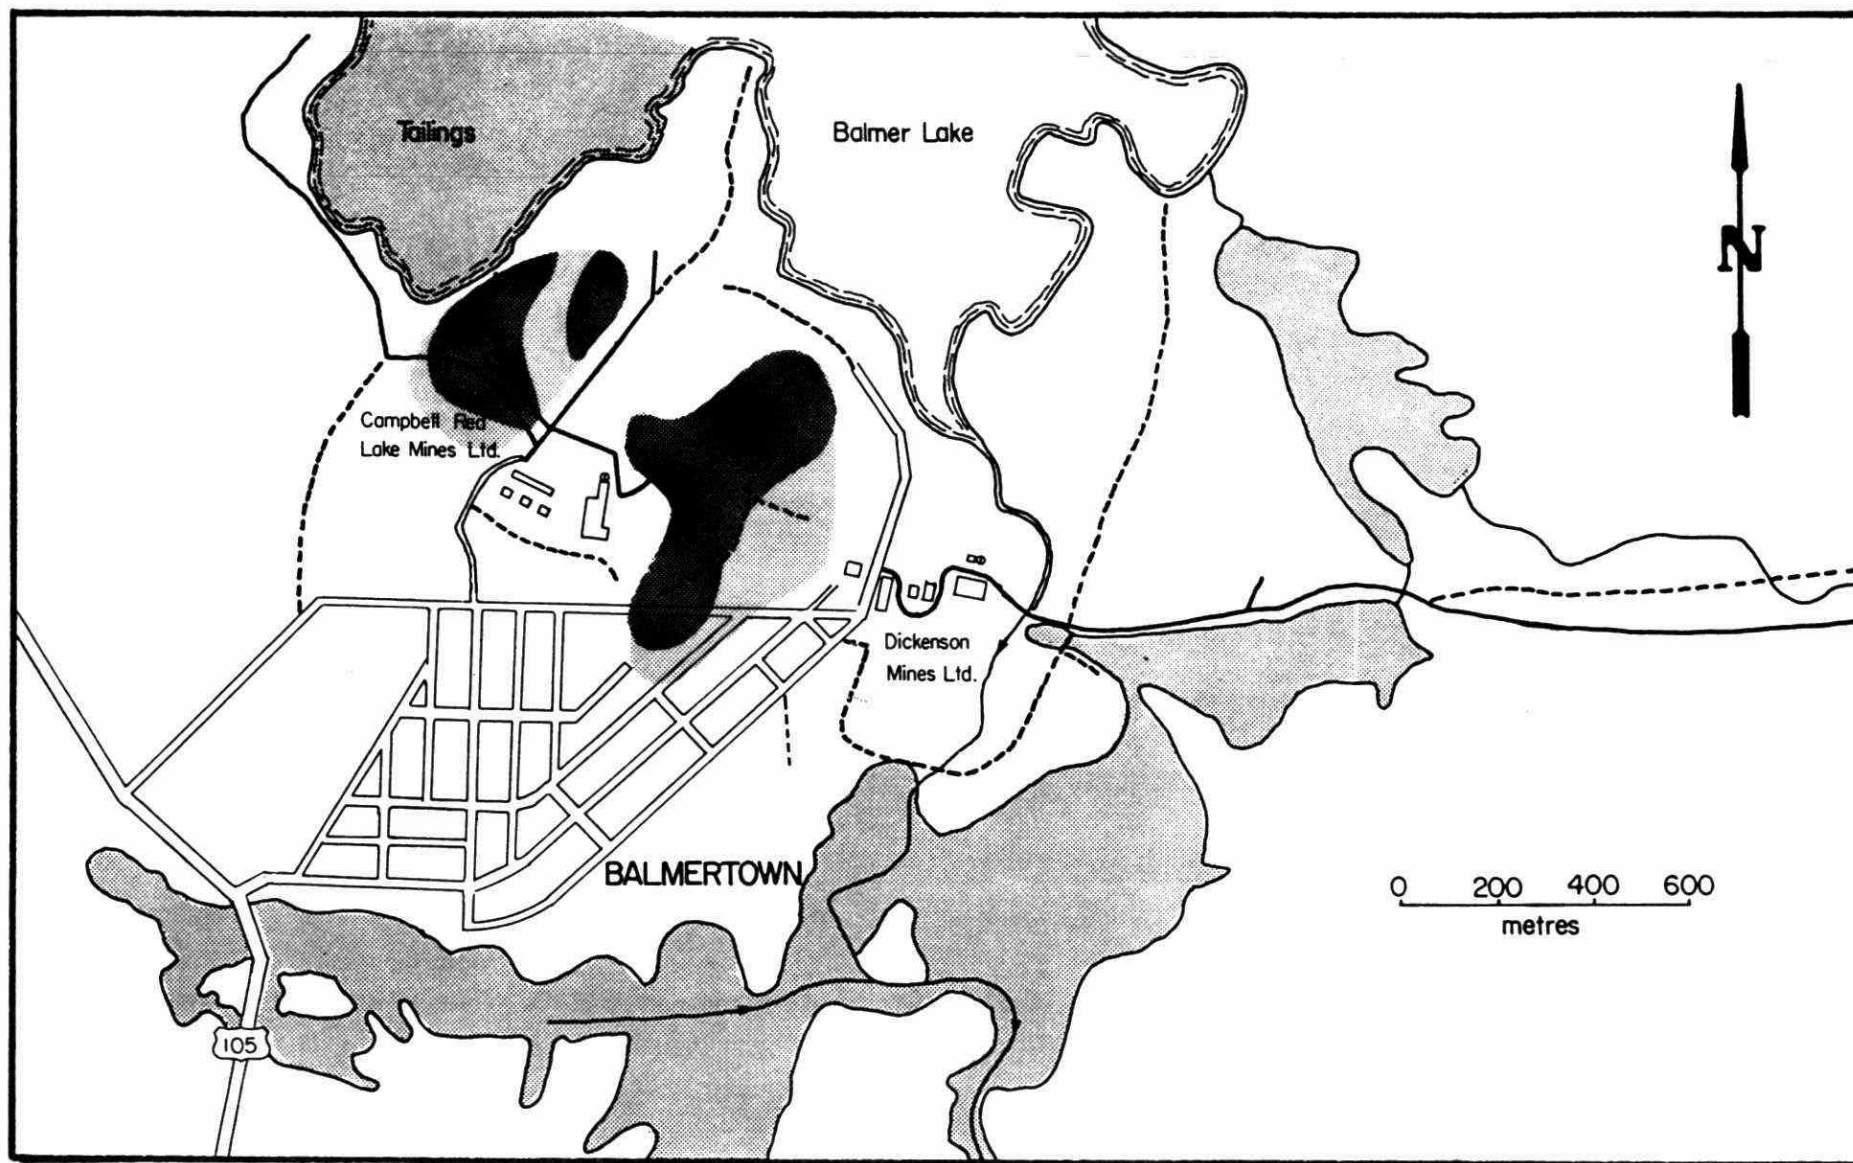 Tailings
Balmer Lake
N
Campbell Red
Lake Mines Ltd.
Dickenson
Mines Ltd.
BALMERTOWN
0 200 400 600
metres
105